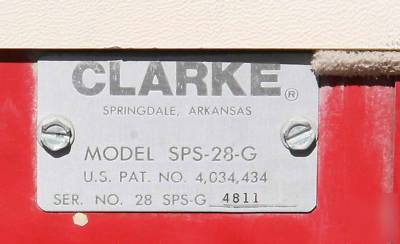 CLARKE®
SPRINGDALE, ARKANSAS
MODEL SPS-28-G
U.S. PAT. NO. 4,034,434
SER. NO. 28 SPS-G 4811